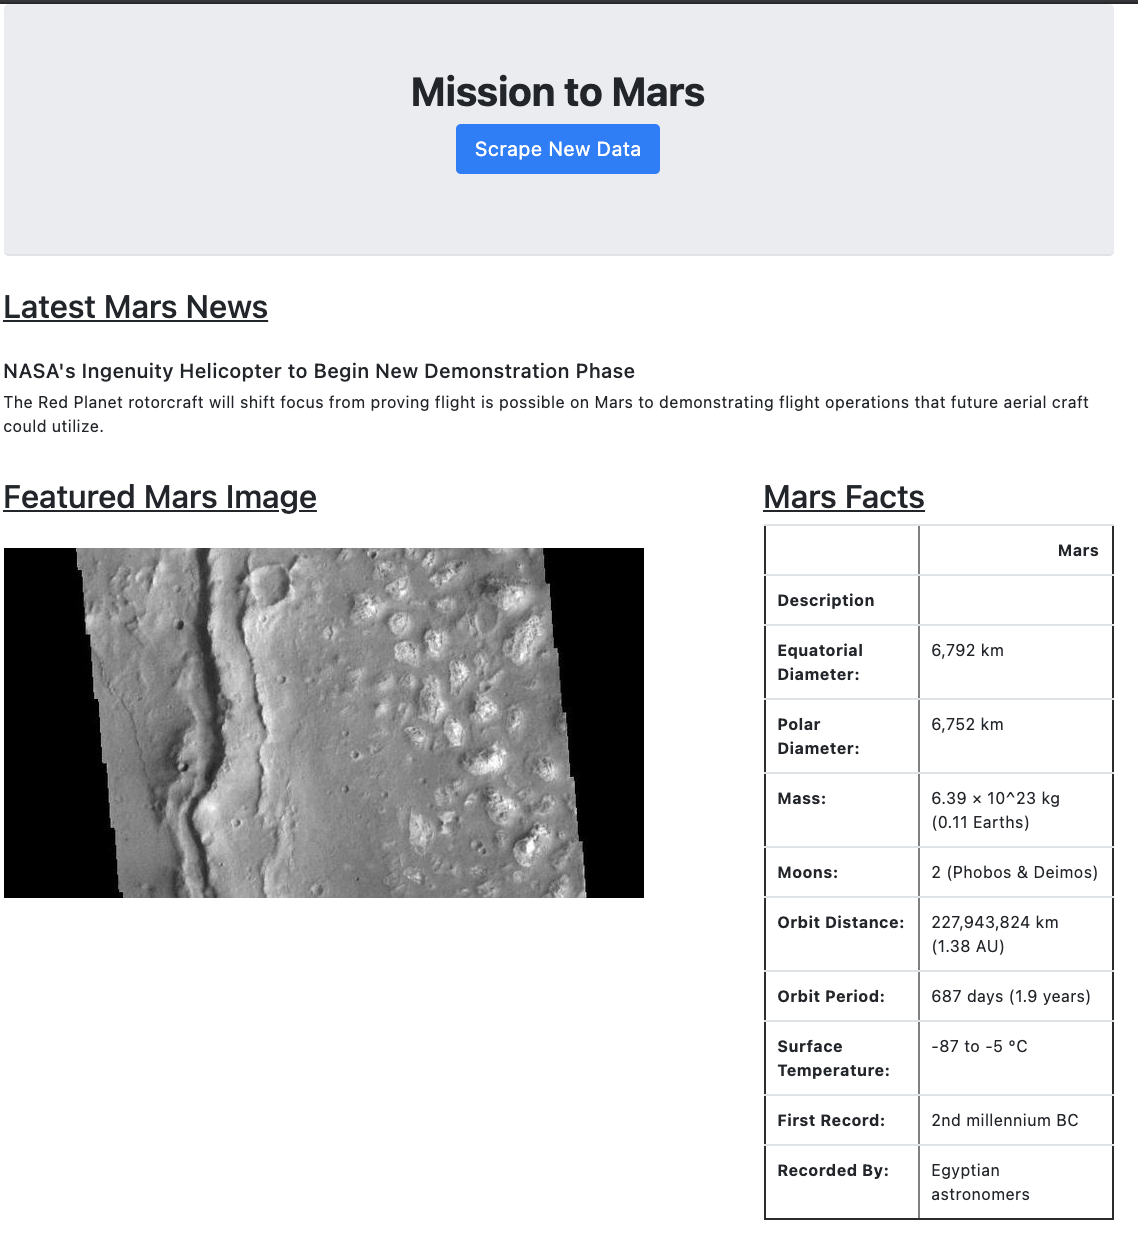 Mission to Mars
Scrape New Data
Latest Mars News
NASA's Ingenuity Helicopter to Begin New Demonstration Phase
The Red Planet rotorcraft will shift focus from proving flight is possible on Mars to demonstrating flight operations that future aerial craft
could utilize.
Featured Mars Image
Mars Facts
Mars
Description
Equatorial
Diameter:
6,792 km
Polar
Diameter:
6,752 km
Mass:
6.39 × 10^23 kg
(0.11 Earths)
Moons:
2 (Phobos & Deimos)
Orbit Distance:
227,943,824 km
(1.38 AU)
Orbit Period:
687 days (1.9 years)
Surface
Temperature:
-87 to -5 °C
First Record:
2nd millennium BC
Recorded By:
Egyptian
astronomers